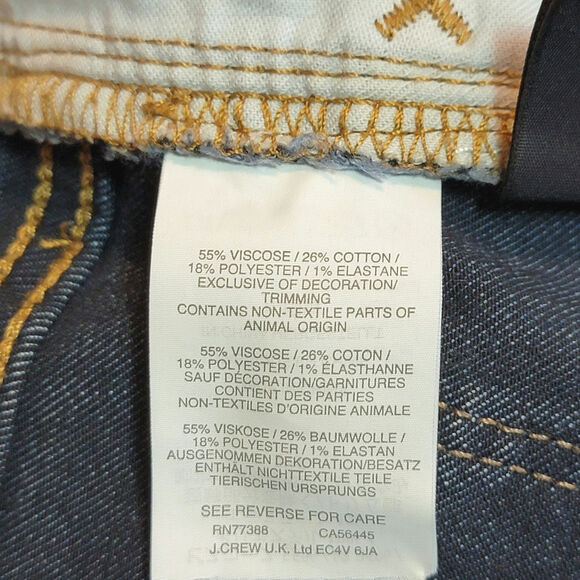 55% VISCOSE / 26% COTTON /
18% POLYESTER / 1% ELASTANE
EXCLUSIVE OF DECORATION/
TRIMMING
CONTAINS NON-TEXTILE PARTS OF
ANIMAL ORIGIN
55% VISCOSE / 26% COTON /
18% POLYESTER / 1% ÉLASTHANNE
SAUF DÉCORATION/GARNITURES
CONTIENT DES PARTIES
NON-TEXTILES D'ORIGINE ANIMALE
55% VISKOSE / 26% BAUMWOLLE /
18% POLYESTER / 1% ELASTAN
AUSGENOMMEN DEKORATION/BESATZ
ENTHÄLT NICHTTEXTILE TEILE
TIERISCHEN URSPRUNGS
SEE REVERSE FOR CARE
RN77388 CA56445
J.CREW U.K. Ltd EC4V 6JA